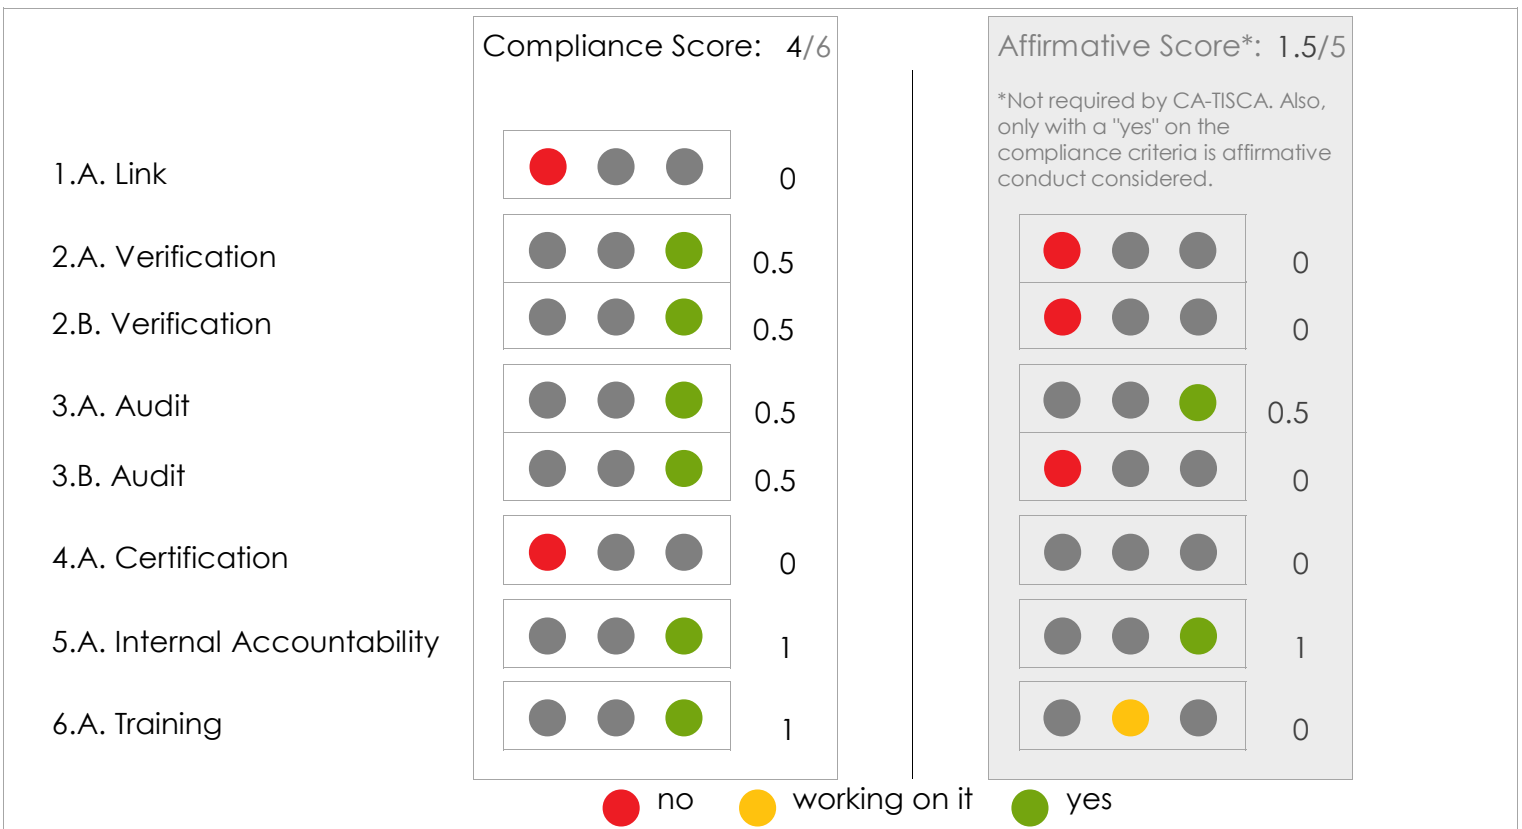 Compliance Score: 4/6
Affirmative Score*: 1.5/5
*Not required by CA-TISCA. Also,
only with a "yes" on the
compliance criteria is affirmative
conduct considered.
1.A. Link 0
2.A. Verification 0.5 0
2.B. Verification 0.5 0
3.A. Audit 0.5 0.5
3.B. Audit 0.5 0
4.A. Certification 0 0
5.A. Internal Accountability 1 1
6.A. Training 1 0
no working on it yes